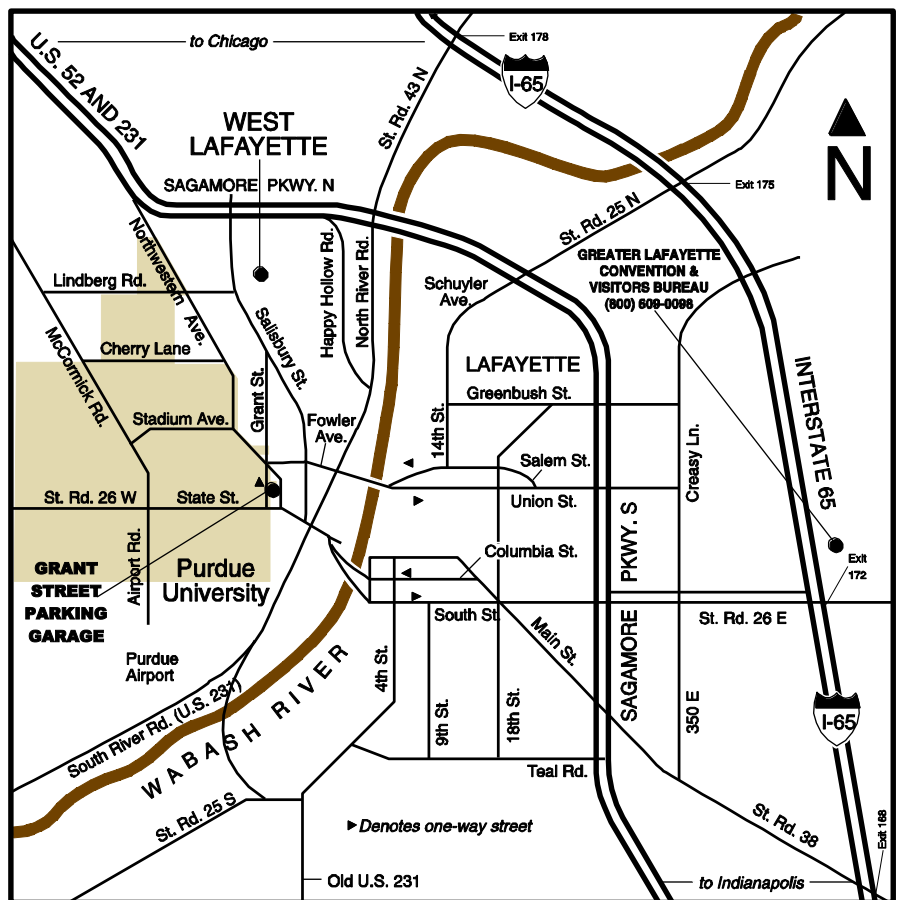 to Chicago
Exit 178
I-65
U.S. 52 AND 231
St. Rd. 43 N
WEST
LAFAYETTE
N
SAGAMORE PKWY. N
Exit 175
St. Rd. 25 N
Northwestern Ave.
Happy Hollow Rd.
North River Rd.
GREATER LAFAYETTE
CONVENTION &
VISITORS BUREAU
(800) 609-0098
Lindberg Rd.
Schuyler
Ave.
Salisbury St.
McCormick Rd.
Cherry Lane
LAFAYETTE
INTERSTATE 65
Grant St.
Greenbush St.
Stadium Ave.
Fowler
Ave.
14th St.
Creasy Ln.
Salem St.
St. Rd. 26 W
State St.
Union St.
PKWY. S
SAGAMORE
Airport Rd.
Columbia St.
Exit
172
GRANT
STREET
PARKING
GARAGE
Purdue
University
South St.
St. Rd. 26 E
Main St.
Purdue
Airport
4th St.
9th St.
18th St.
350 E
WABASH RIVER
South River Rd. (U.S. 231)
I-65
Teal Rd.
St. Rd. 25 S
Denotes one-way street
St. Rd. 38
Exit 168
Old U.S. 231
to Indianapolis